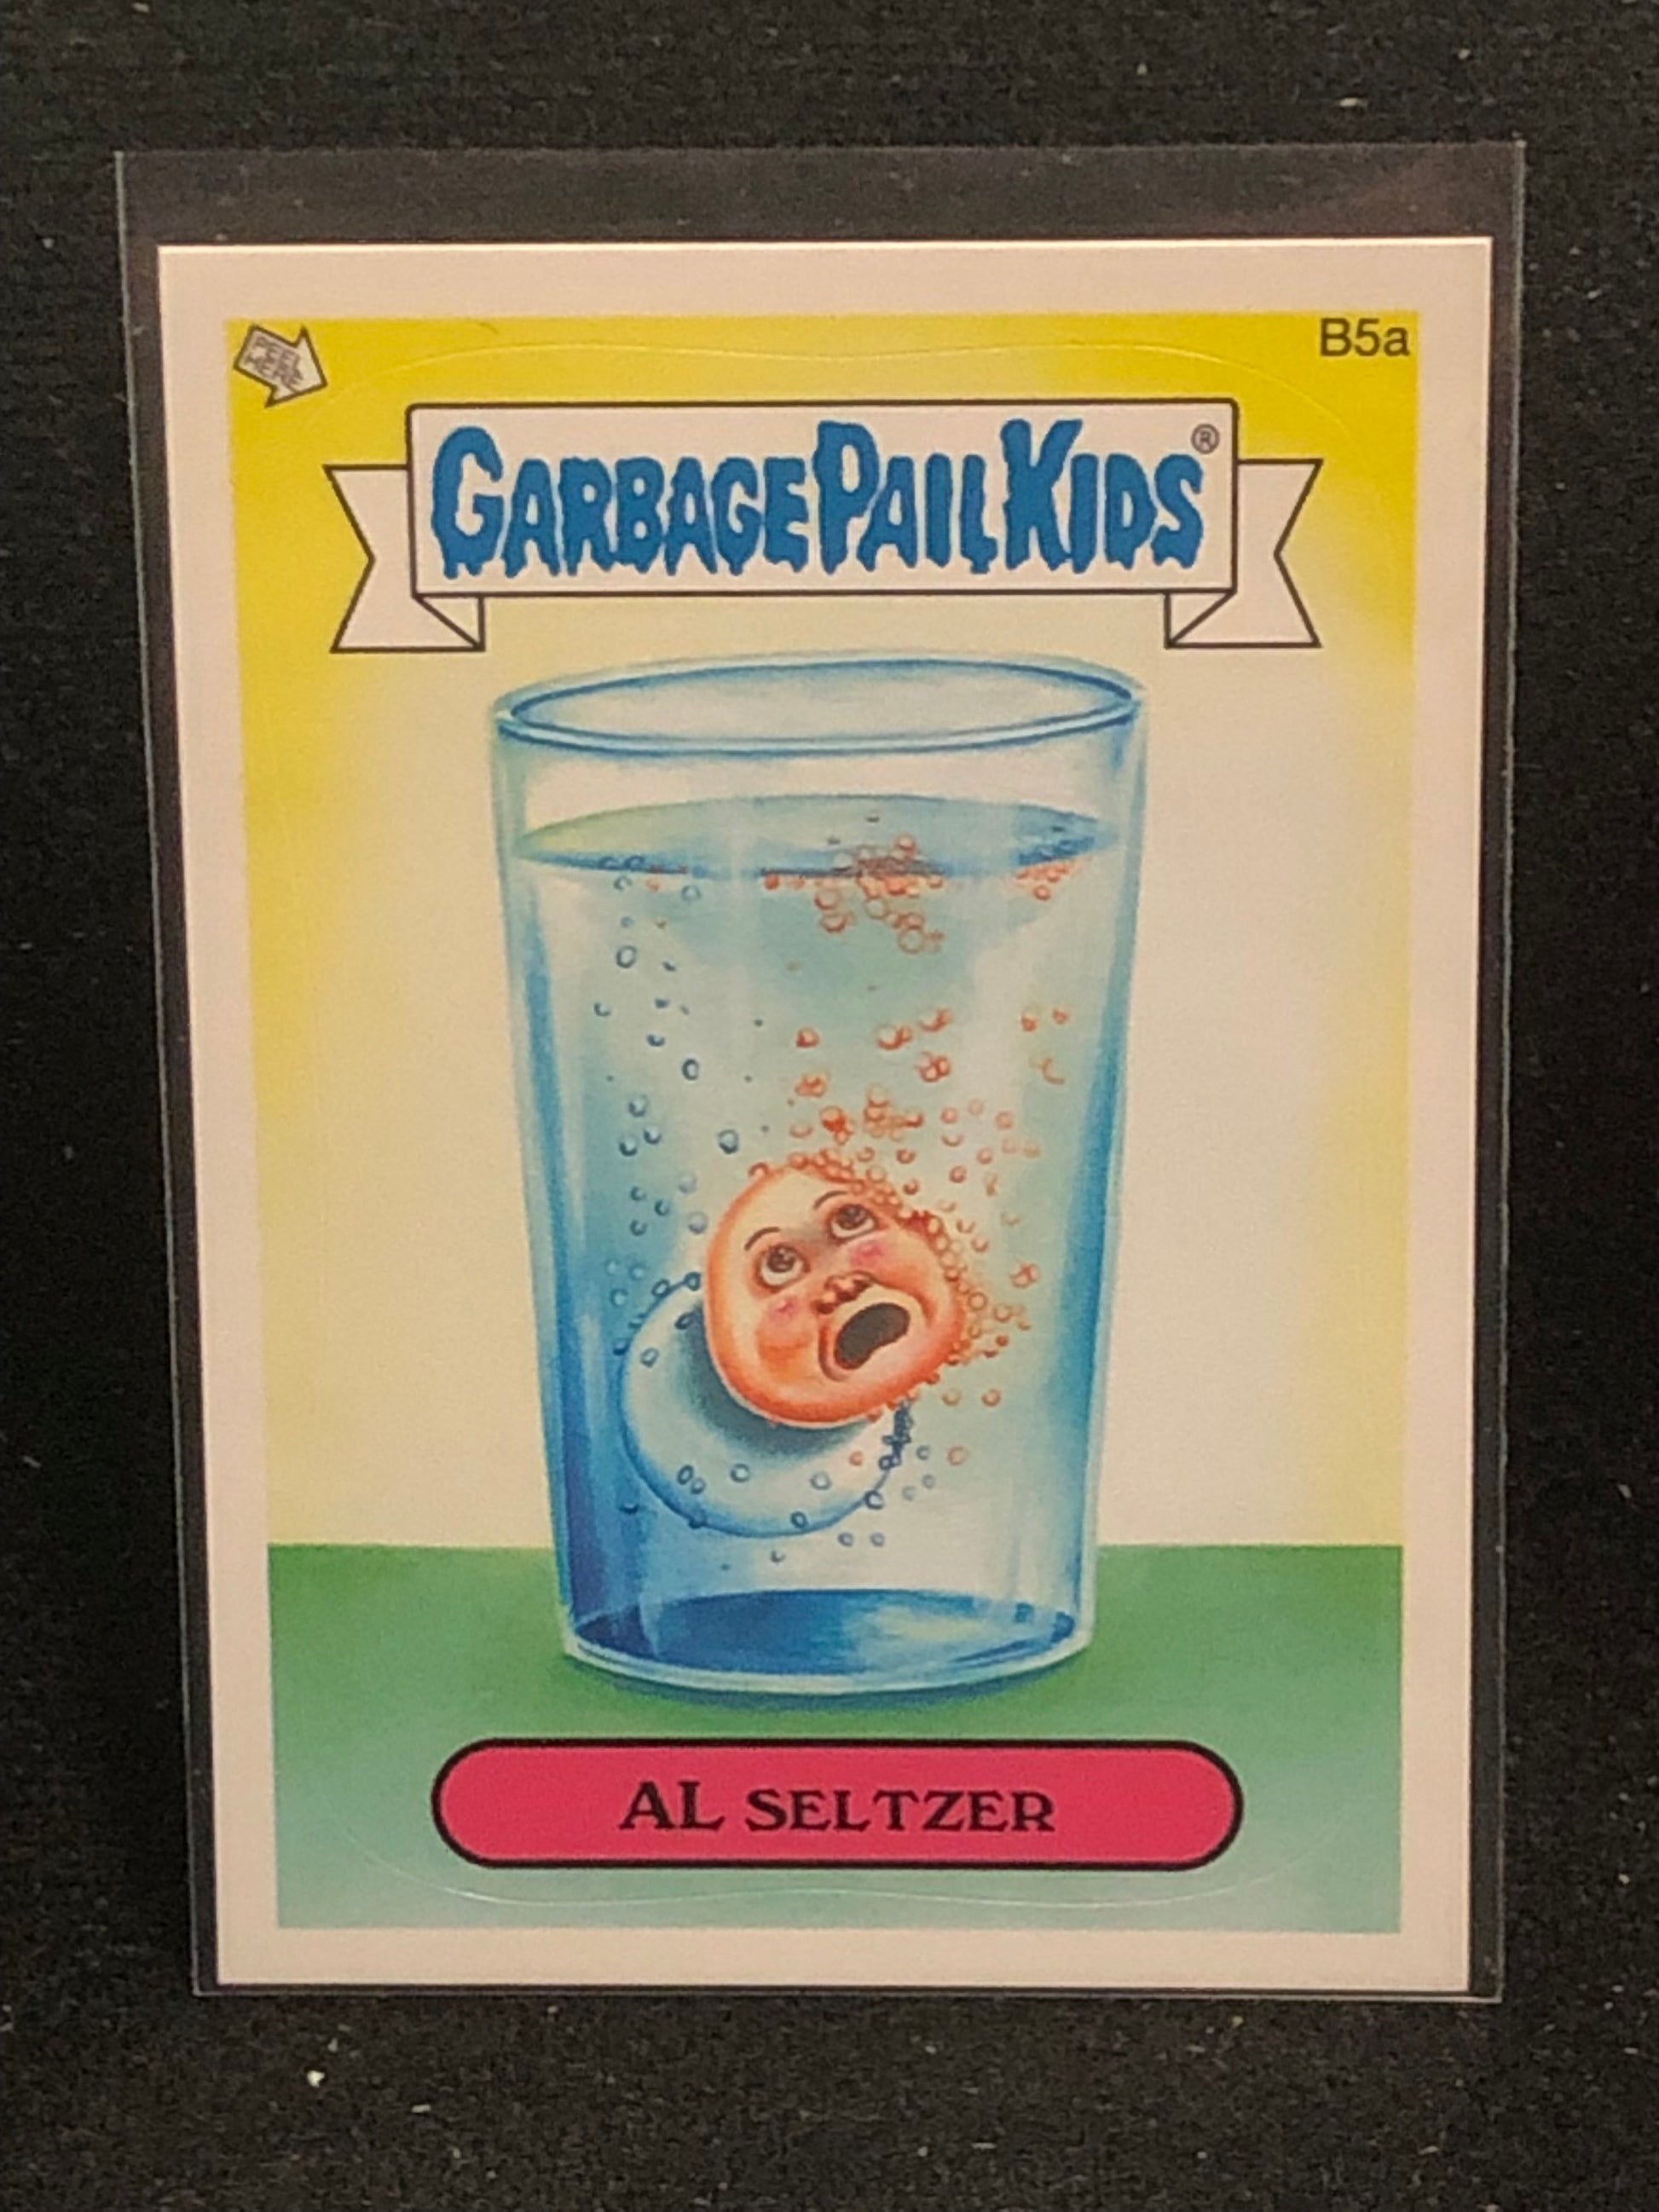 PEEL
HERE
B5a
GARBAGE PAIL KIDS®
AL SELTZER